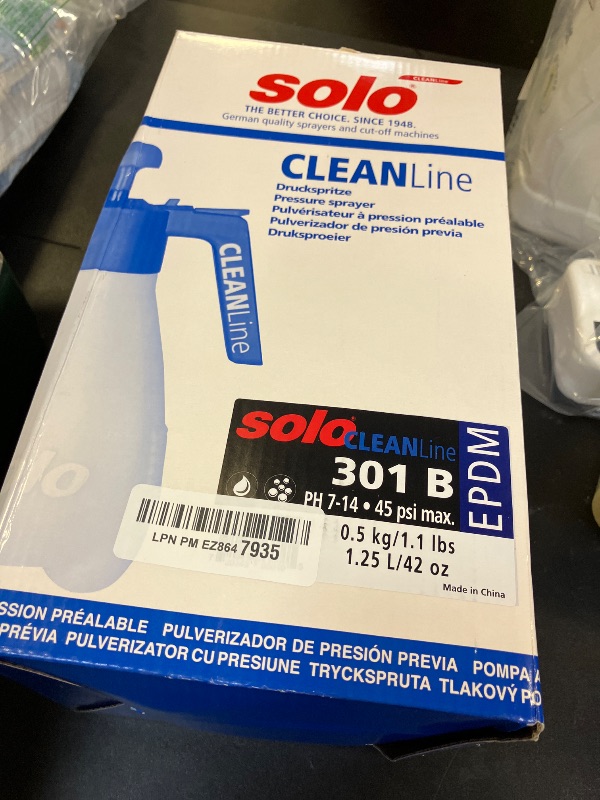 solo®
CLEANLine
THE BETTER CHOICE. SINCE 1948.
German quality sprayers and cut-off machines
CLEANLine
Druckspritze
Pressure sprayer
Pulvérisateur à pression préalable
Pulverizador de presión previa
Druksproeier
CLEANLine
lo
solo®CLEANLine
301 B
PH 7-14 • 45 psi max.
EPDM
0.5 kg/1.1 lbs
1.25 L/42 oz
LPN PM EZ864 7935
Made in China
SSION PRÉALABLE PULVERIZADOR DE PRESIÓN PREVIA POMPA A
PRÉVIA PULVERIZATOR CU PRESIUNE TRYCKSPRUTA TLAKOVÝ PO